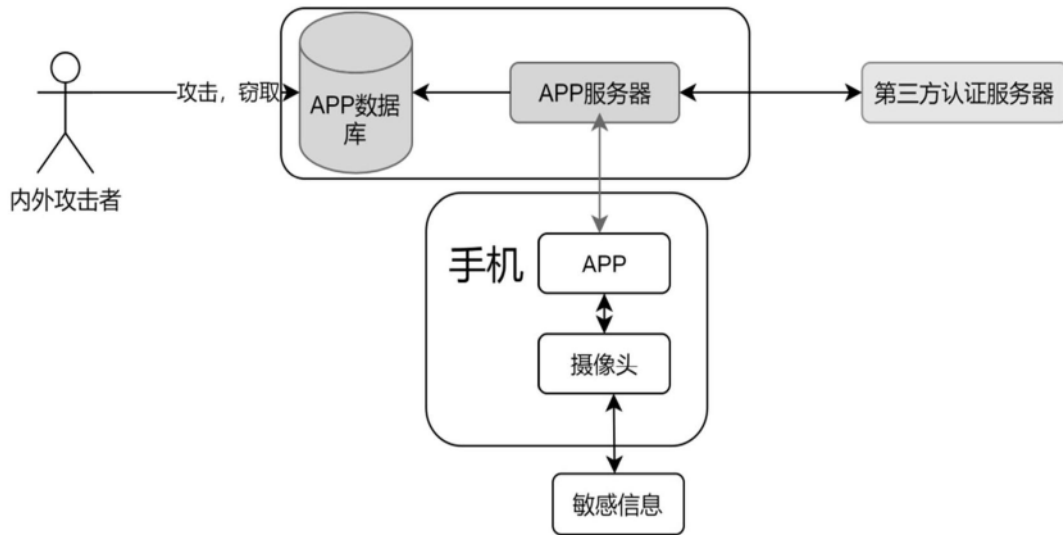 攻击，窃取
APP数据
库
APP服务器
第三方认证服务器
内外攻击者
手机
APP
摄像头
敏感信息